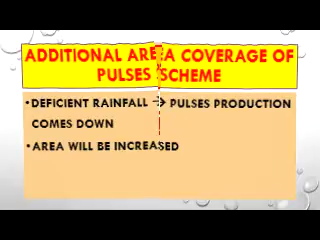 ADDITIONAL AREA COVERAGE OF
PULSES SCHEME
•DEFICIENT RAINFALL → PULSES PRODUCTION
COMES DOWN
•AREA WILL BE INCREASED